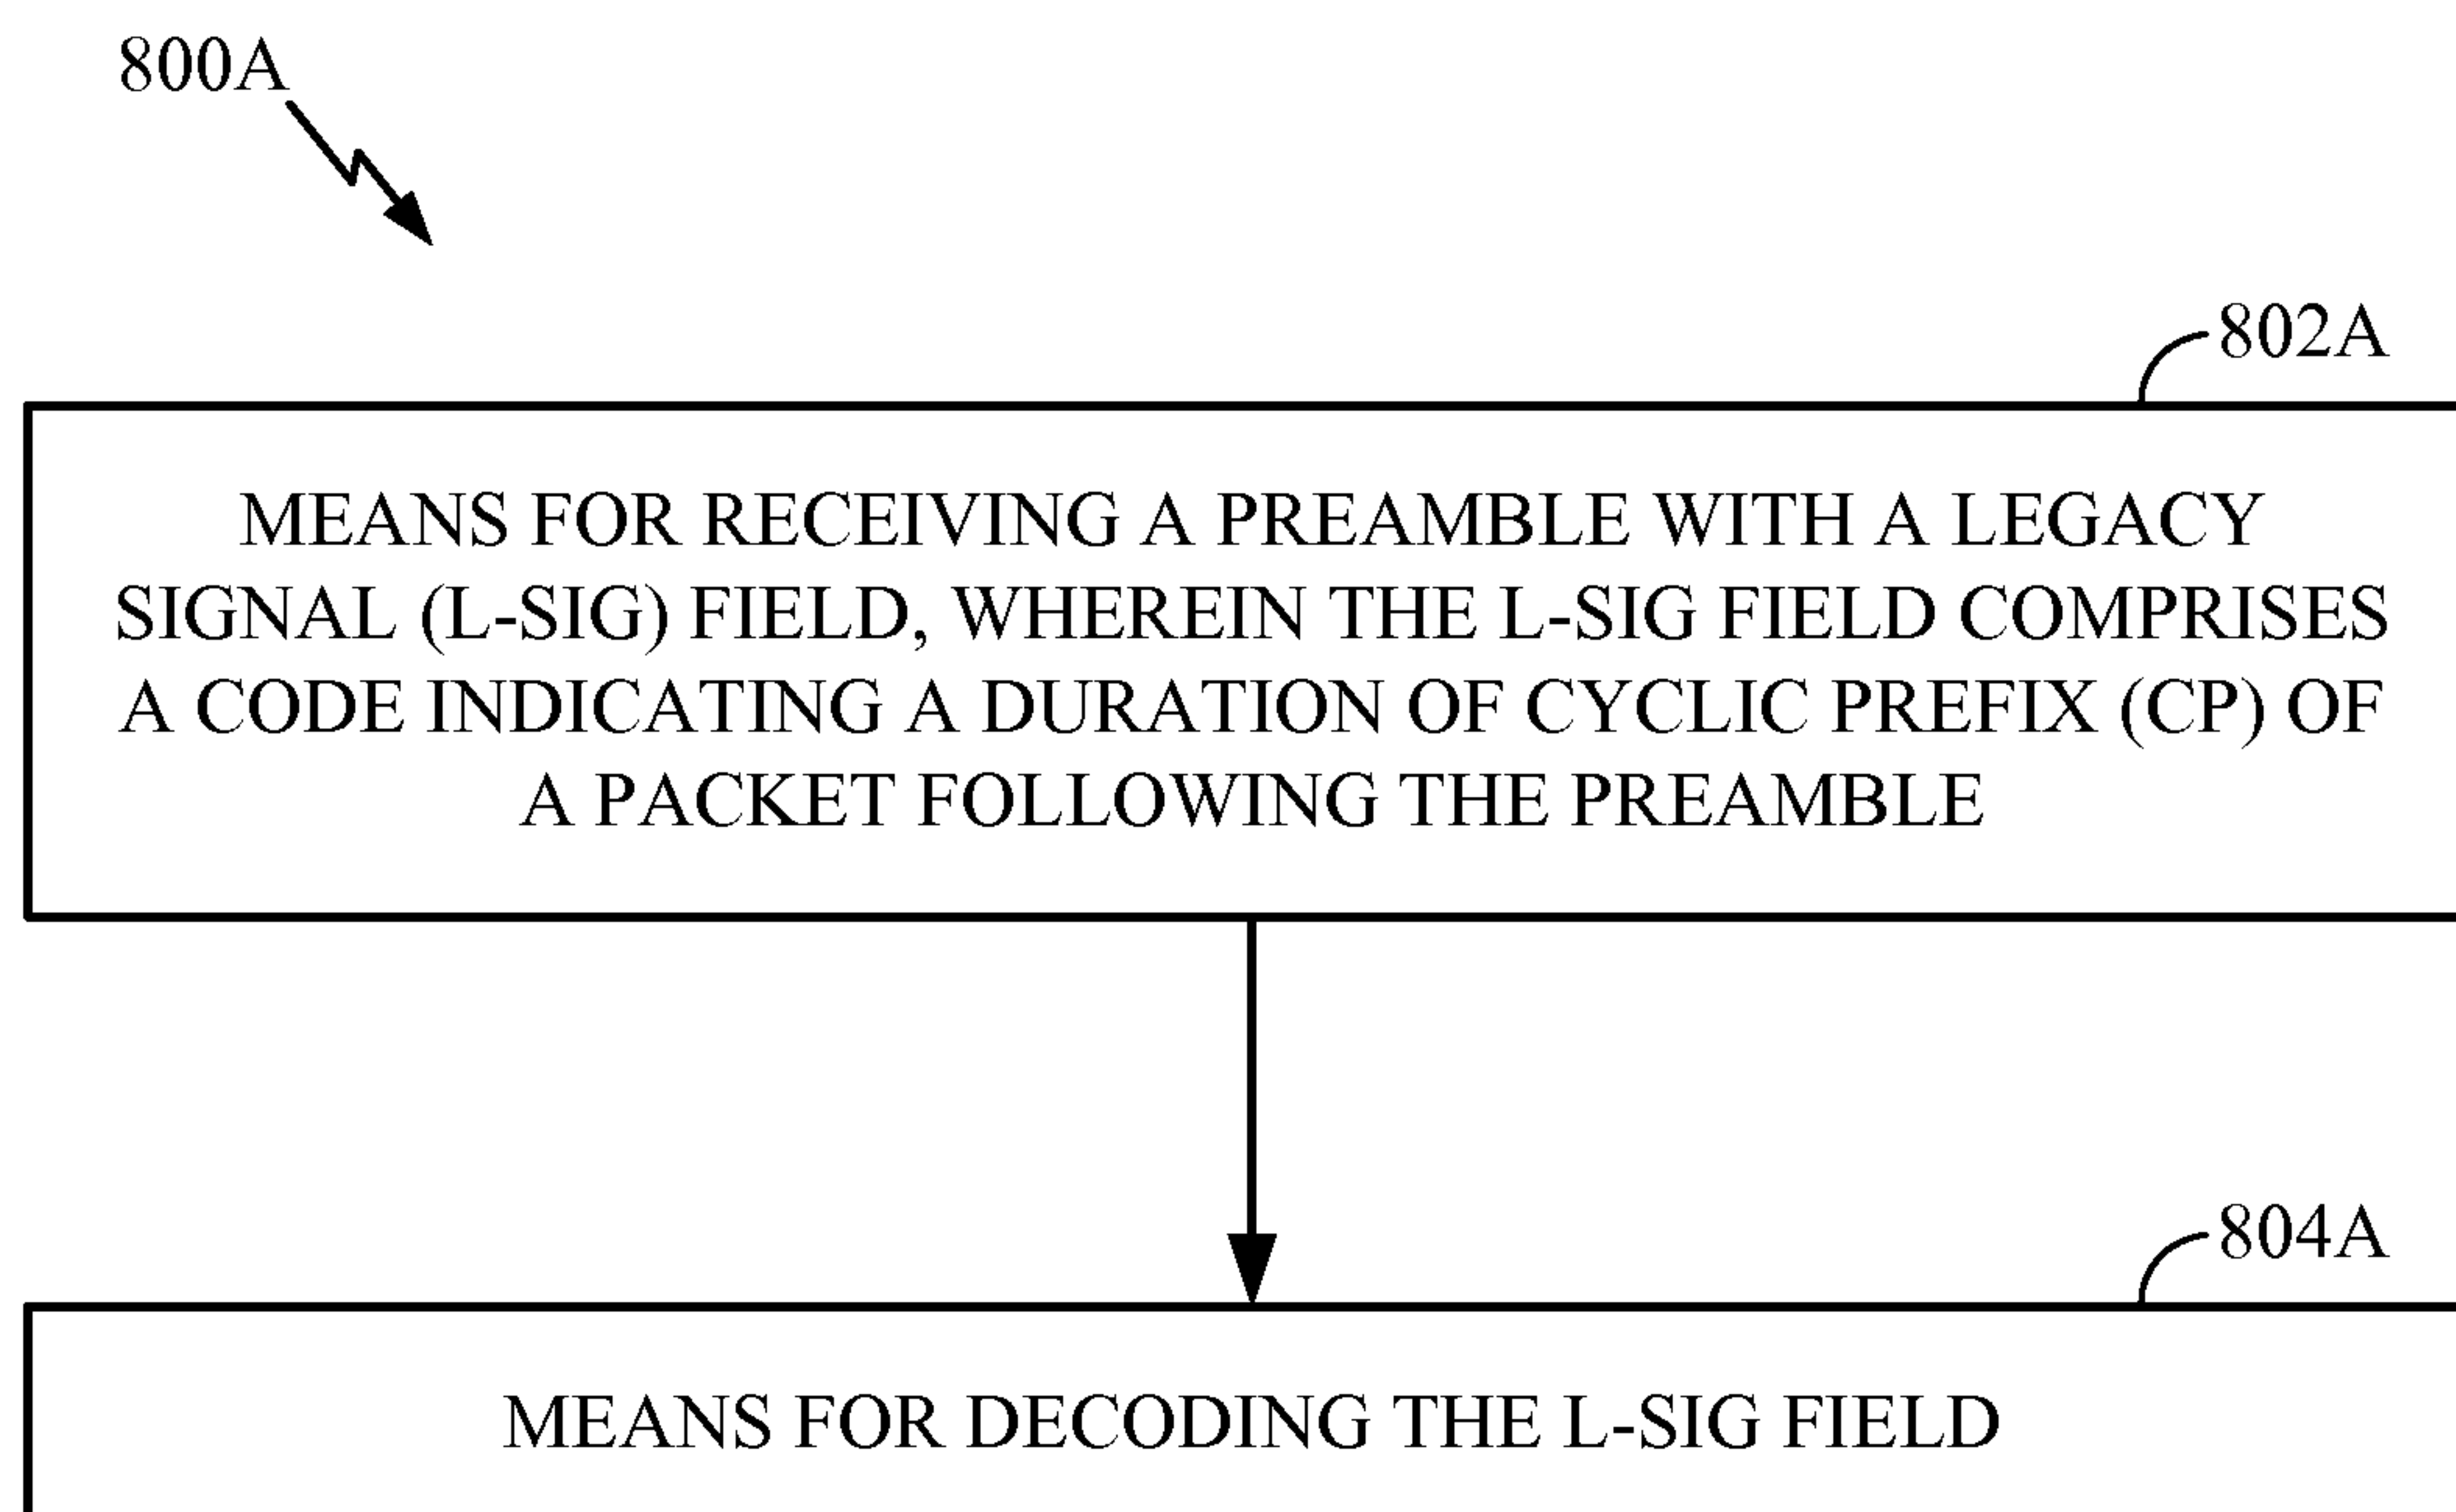 800A
802A
MEANS FOR RECEIVING A PREAMBLE WITH A LEGACY
SIGNAL (L-SIG) FIELD, WHEREIN THE L-SIG FIELD COMPRISES
A CODE INDICATING A DURATION OF CYCLIC PREFIX (CP) OF
A PACKET FOLLOWING THE PREAMBLE
804A
MEANS FOR DECODING THE L-SIG FIELD